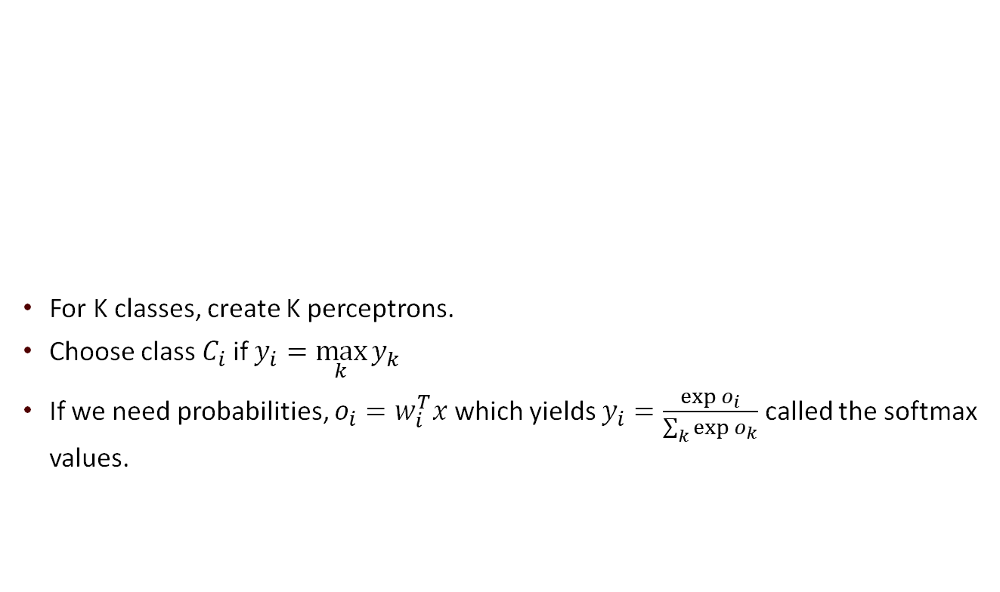 • For K classes, create K perceptrons.
• Choose class $C_i$ if $y_i = \max_k y_k$
• If we need probabilities, $o_i = w_i^T x$ which yields $y_i = \frac{\exp o_i}{\sum_k \exp o_k}$ called the softmax
values.